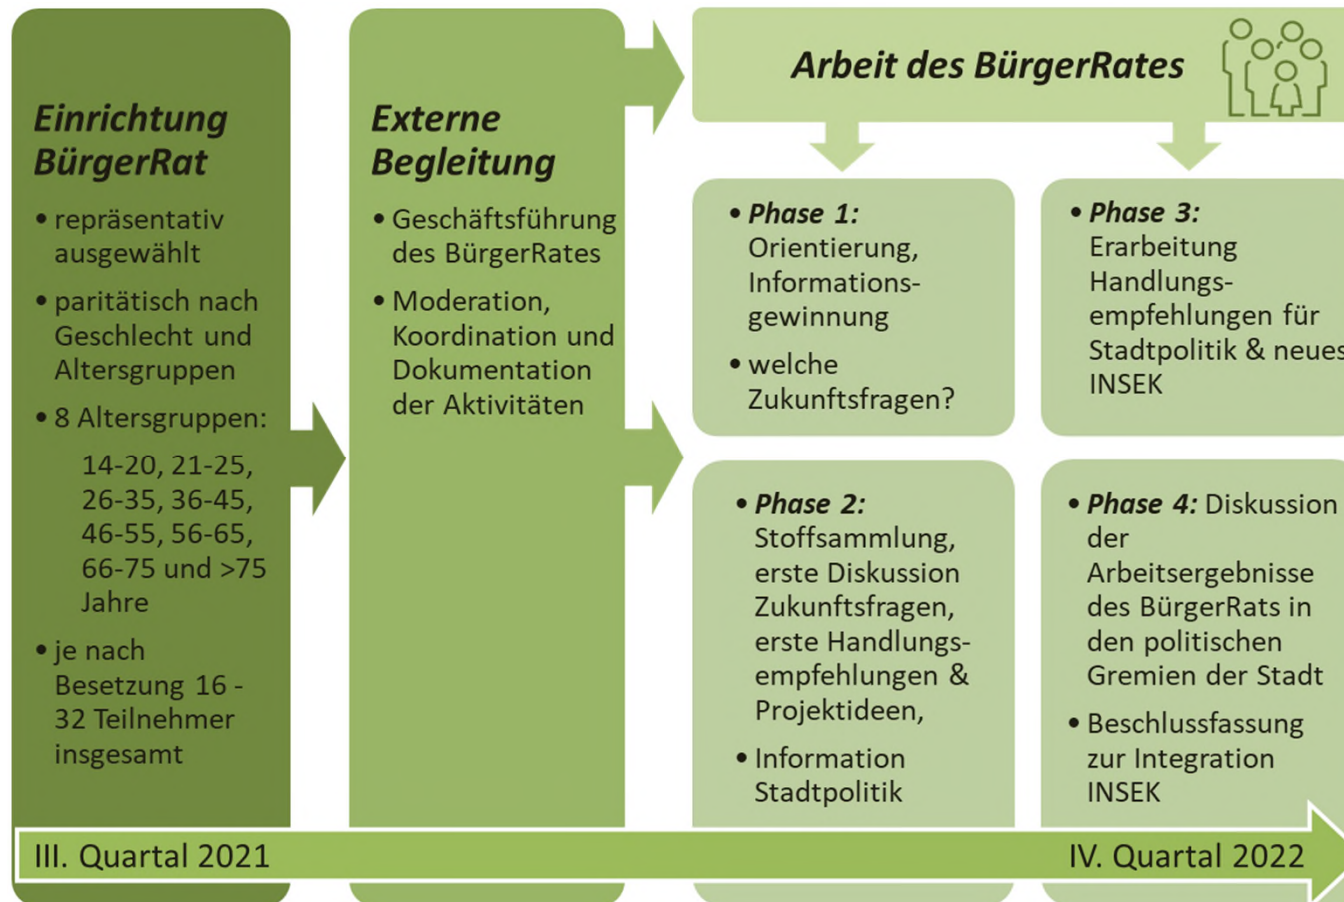 Einrichtung
BürgerRat
• repräsentativ
ausgewählt
• paritätisch nach
Geschlecht und
Altersgruppen
• 8 Altersgruppen:
14-20, 21-25,
26-35, 36-45,
46-55, 56-65,
66-75 und >75
Jahre
• je nach
Besetzung 16 -
32 Teilnehmer
insgesamt
Externe
Begleitung
• Geschäftsführung
des BürgerRates
• Moderation,
Koordination und
Dokumentation
der Aktivitäten
Arbeit des BürgerRates
• Phase 1:
Orientierung,
Informations-
gewinnung
• welche
Zukunftsfragen?
• Phase 2:
Stoffsammlung,
erste Diskussion
Zukunftsfragen,
erste Handlungs-
empfehlungen &
Projektideen,
• Information
Stadtpolitik
• Phase 3:
Erarbeitung
Handlungs-
empfehlungen für
Stadtpolitik & neues
INSEK
• Phase 4: Diskussion
der
Arbeitsergebnisse
des BürgerRats in
den politischen
Gremien der Stadt
• Beschlussfassung
zur Integration
INSEK
III. Quartal 2021
IV. Quartal 2022